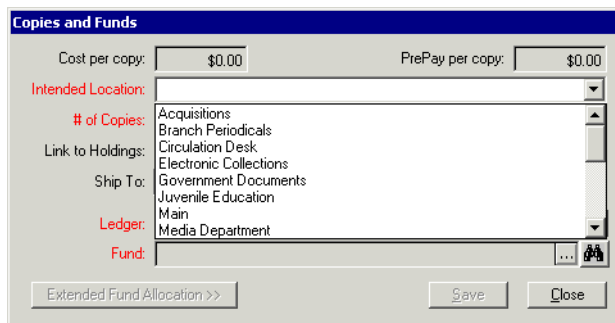 Copies and Funds
Cost per copy: $0.00 PrePay per copy: $0.00
Intended Location:
# of Copies:
Acquisitions
Branch Periodicals
Link to Holdings:
Circulation Desk
Electronic Collections
Ship To:
Government Documents
Juvenile Education
Main
Ledger:
Media Department
Fund: ...
Extended Fund Allocation >> Save Close